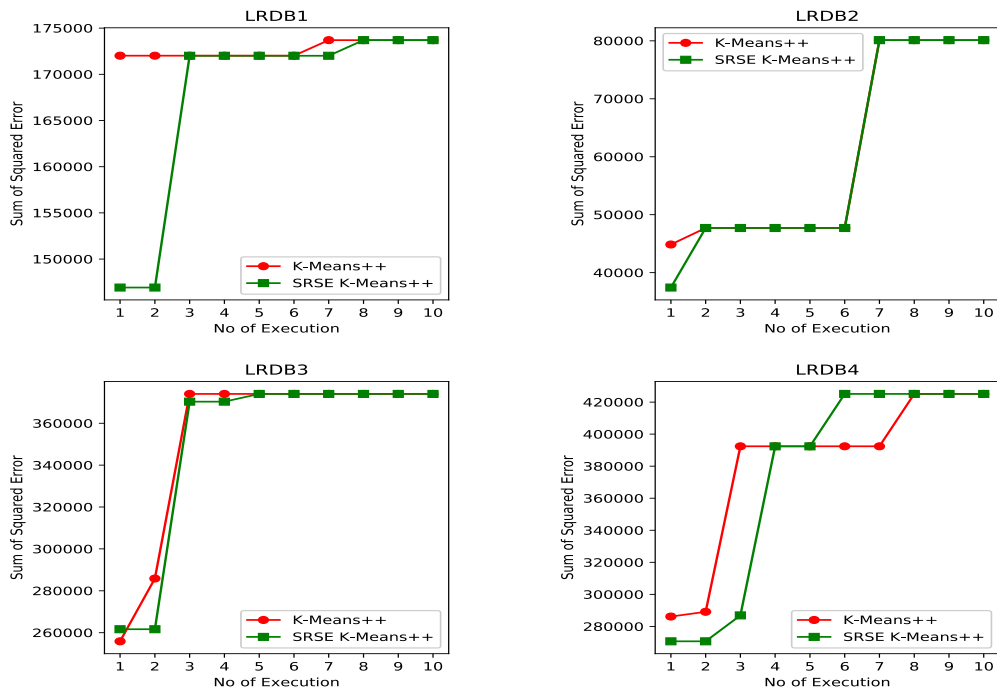 LRDB1
175000
170000
165000
160000
155000
150000
Sum of Squared Error
K-Means++
SRSE K-Means++
1 2 3 4 5 6 7 8 9 10
No of Execution
LRDB2
80000
70000
60000
50000
40000
Sum of Squared Error
K-Means++
SRSE K-Means++
1 2 3 4 5 6 7 8 9 10
No of Execution
LRDB3
360000
340000
320000
300000
280000
260000
Sum of Squared Error
K-Means++
SRSE K-Means++
1 2 3 4 5 6 7 8 9 10
No of Execution
LRDB4
420000
400000
380000
360000
340000
320000
300000
280000
Sum of Squared Error
K-Means++
SRSE K-Means++
1 2 3 4 5 6 7 8 9 10
No of Execution